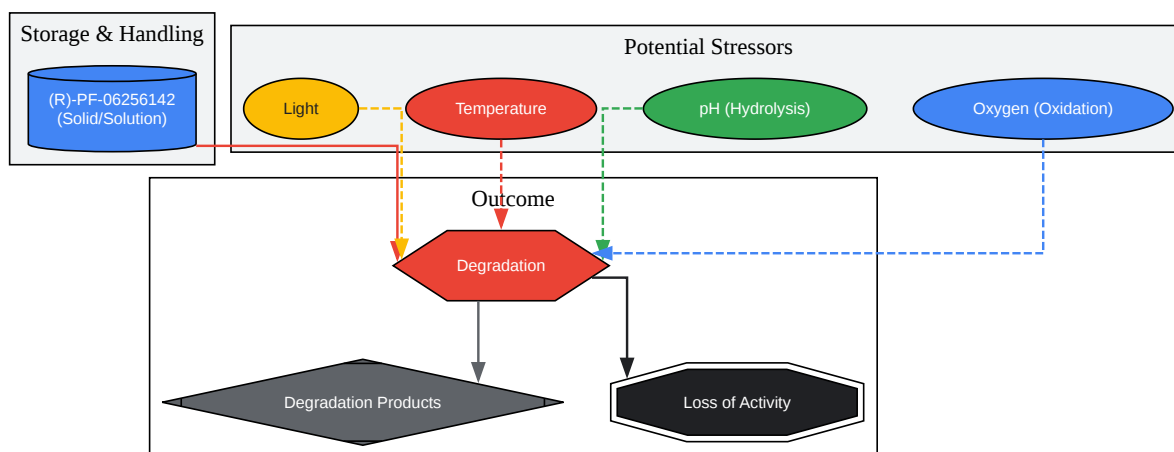 Storage & Handling
(R)-PF-06256142
(Solid/Solution)
Potential Stressors
Light
Temperature
pH (Hydrolysis)
Oxygen (Oxidation)
Outcome
Degradation
Degradation Products
Loss of Activity